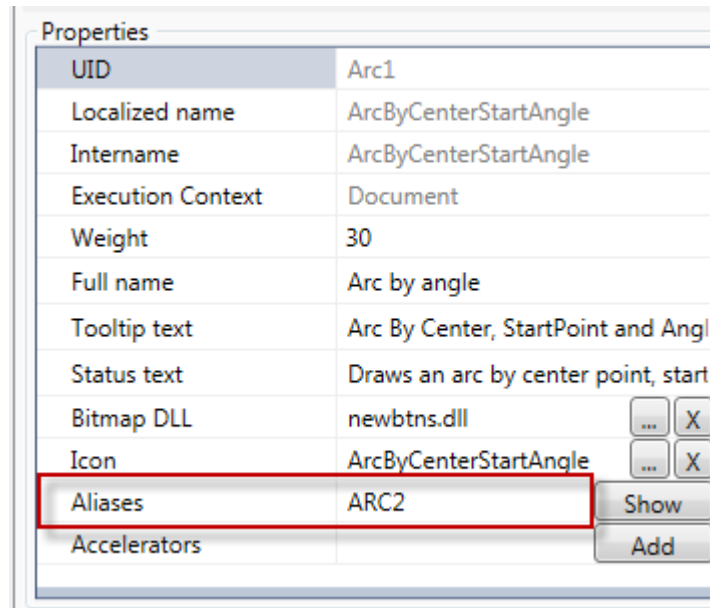 Properties
UID Arc1
Localized name ArcByCenterStartAngle
Intername ArcByCenterStartAngle
Execution Context Document
Weight 30
Full name Arc by angle
Tooltip text Arc By Center, StartPoint and Angl
Status text Draws an arc by center point, start
Bitmap DLL newbtns.dll ... X
Icon ArcByCenterStartAngle ... X
Aliases ARC2 Show
Accelerators Add